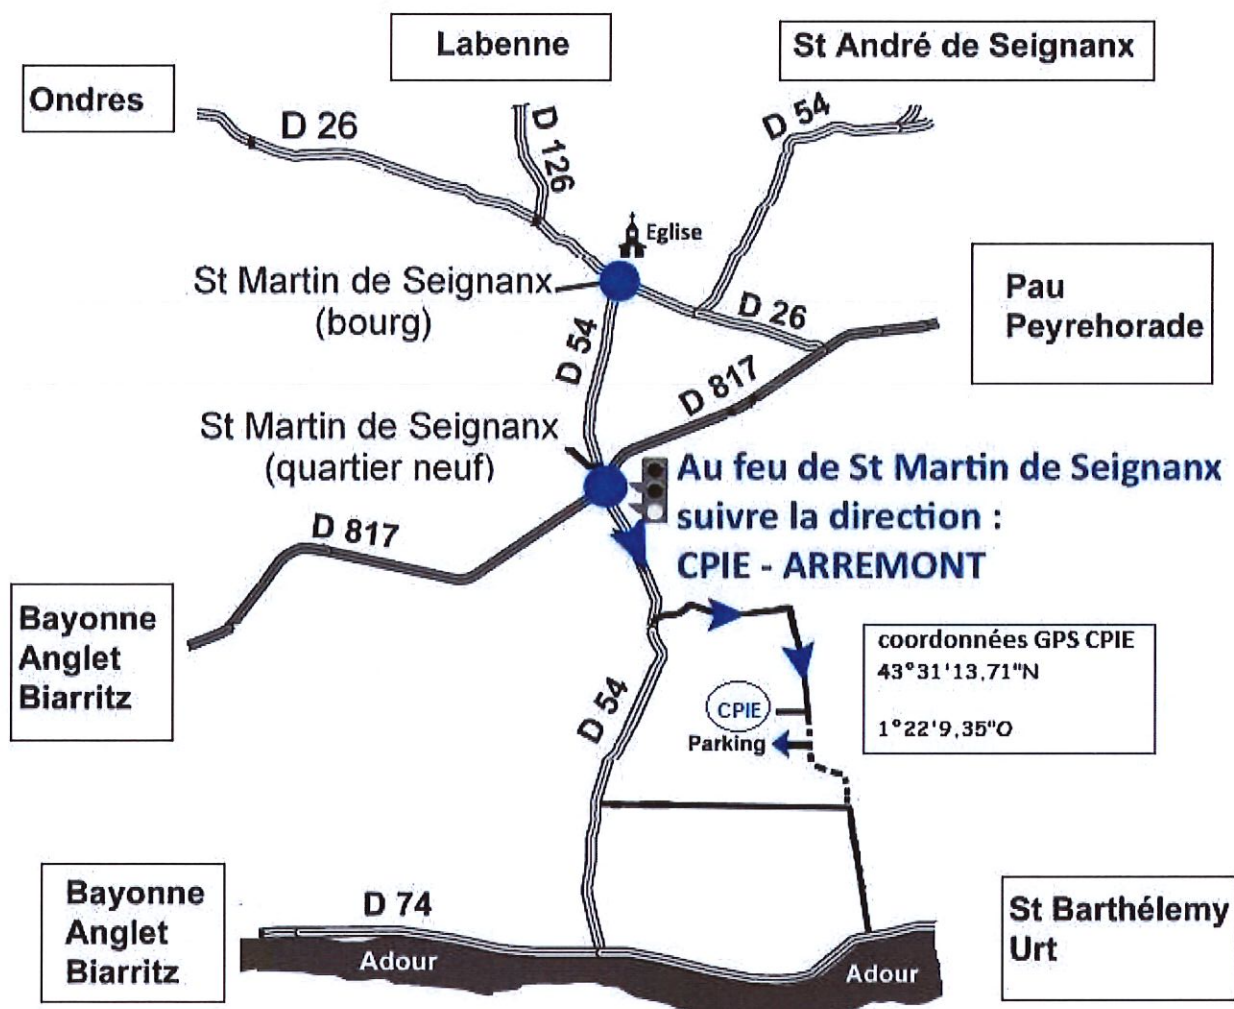 Labenne
St André de Seignanx
Ondres
D 26
D 126
D 54
Eglise
St Martin de Seignanx
(bourg)
D 26
Pau
Peyrehorade
D 54
D 817
St Martin de Seignanx
(quartier neuf)
Au feu de St Martin de Seignanx
suivre la direction :
CPIE - ARREMONT
D 817
Bayonne
Anglet
Biarritz
coordonnées GPS CPIE
43°31'13,71"N
1°22'9,35"O
D 54
CPIE
Parking
Bayonne
Anglet
Biarritz
D 74
Adour
Adour
St Barthélemy
Urt